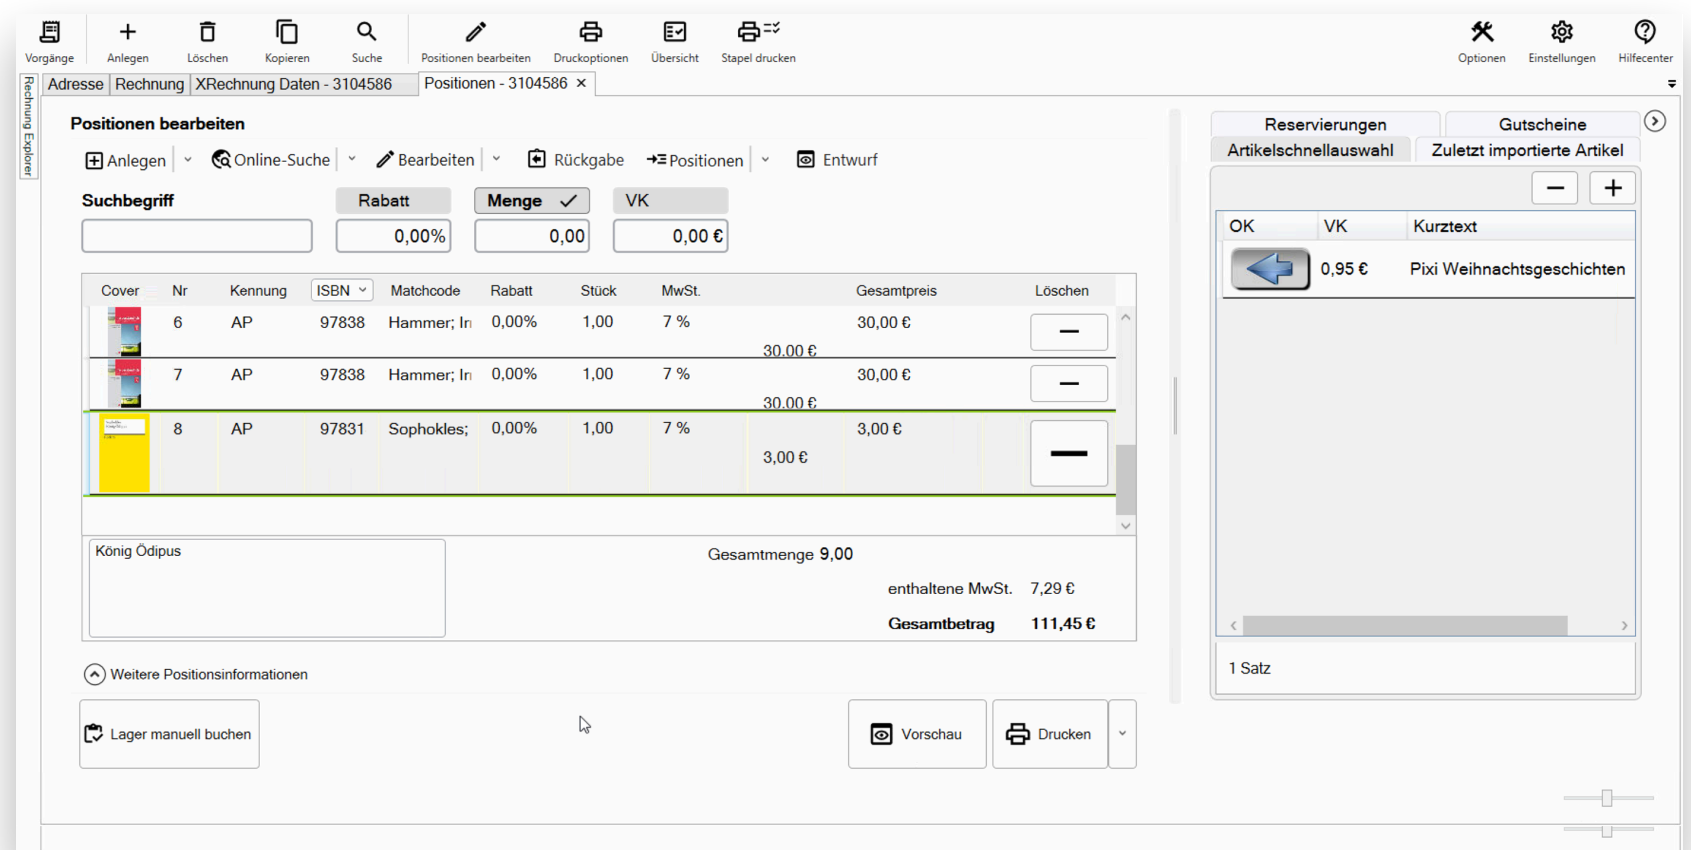 Vorgänge
Anlegen
Löschen
Kopieren
Suche
Positionen bearbeiten
Druckoptionen
Übersicht
Stapel drucken
Optionen
Einstellungen
Hilfecenter
Rechnung Explorer
Adresse
Rechnung
XRechnung Daten - 3104586
Positionen - 3104586
Positionen bearbeiten
Anlegen
Online-Suche
Bearbeiten
Rückgabe
Positionen
Entwurf
Suchbegriff
Rabatt
Menge
VK
0,00%
0,00
0,00 €
Cover Nr Kennung ISBN Matchcode Rabatt Stück MwSt. Gesamtpreis Löschen
6 AP 97838 Hammer; Irr 0,00% 1,00 7 % 30,00 €
30.00 €
7 AP 97838 Hammer; Irr 0,00% 1,00 7 % 30,00 €
30.00 €
8 AP 97831 Sophokles; 0,00% 1,00 7 % 3,00 €
3,00 €
König Ödipus
Gesamtmenge 9,00
enthaltene MwSt. 7,29 €
Gesamtbetrag 111,45 €
Weitere Positionsinformationen
Lager manuell buchen
Vorschau
Drucken
Reservierungen
Gutscheine
Artikelschnellauswahl
Zuletzt importierte Artikel
OK VK Kurztext
0,95 € Pixi Weihnachtsgeschichten
1 Satz